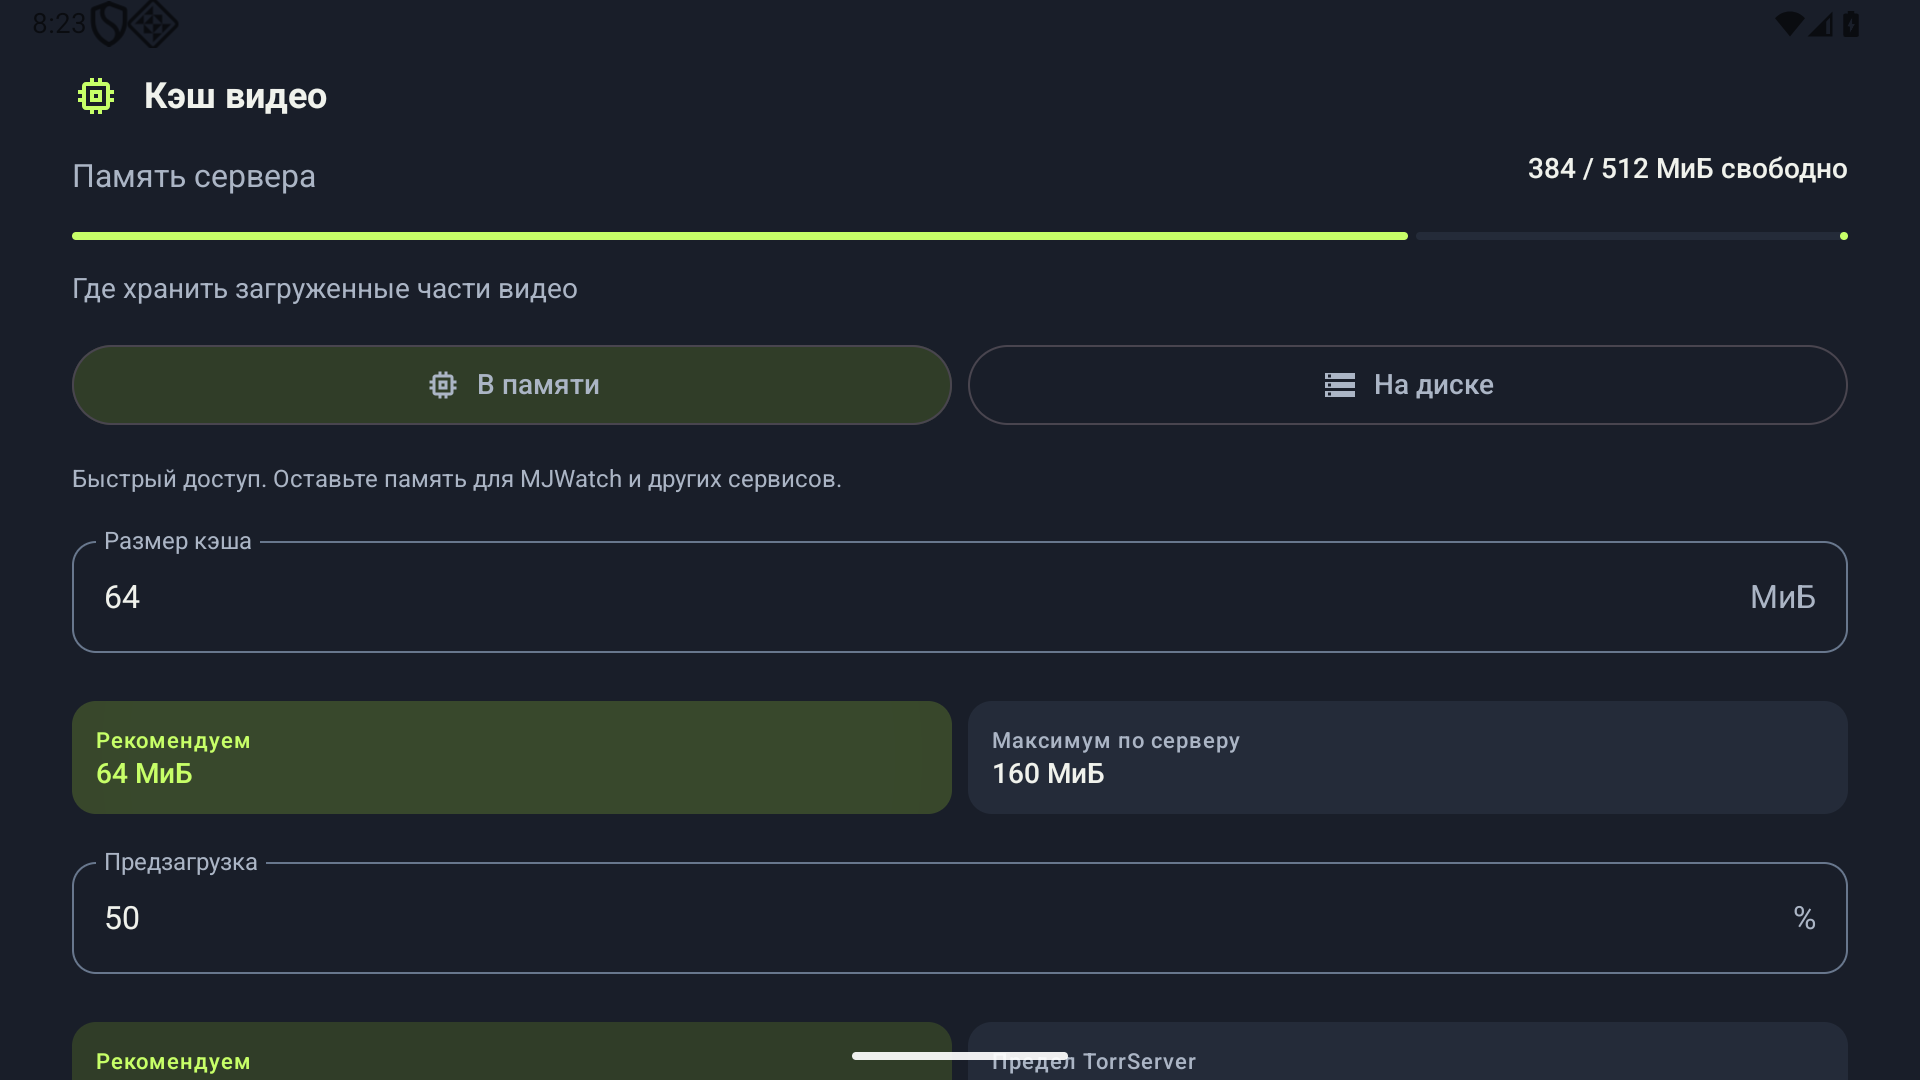 8:23
Кэш видео
Память сервера
384 / 512 МиБ свободно
Где хранить загруженные части видео
В памяти
На диске
Быстрый доступ. Оставьте память для MJWatch и других сервисов.
Размер кэша
64 МиБ
Рекомендуем
64 МиБ
Максимум по серверу
160 МиБ
Предзагрузка
50 %
Рекомендуем
Предел TorrServer